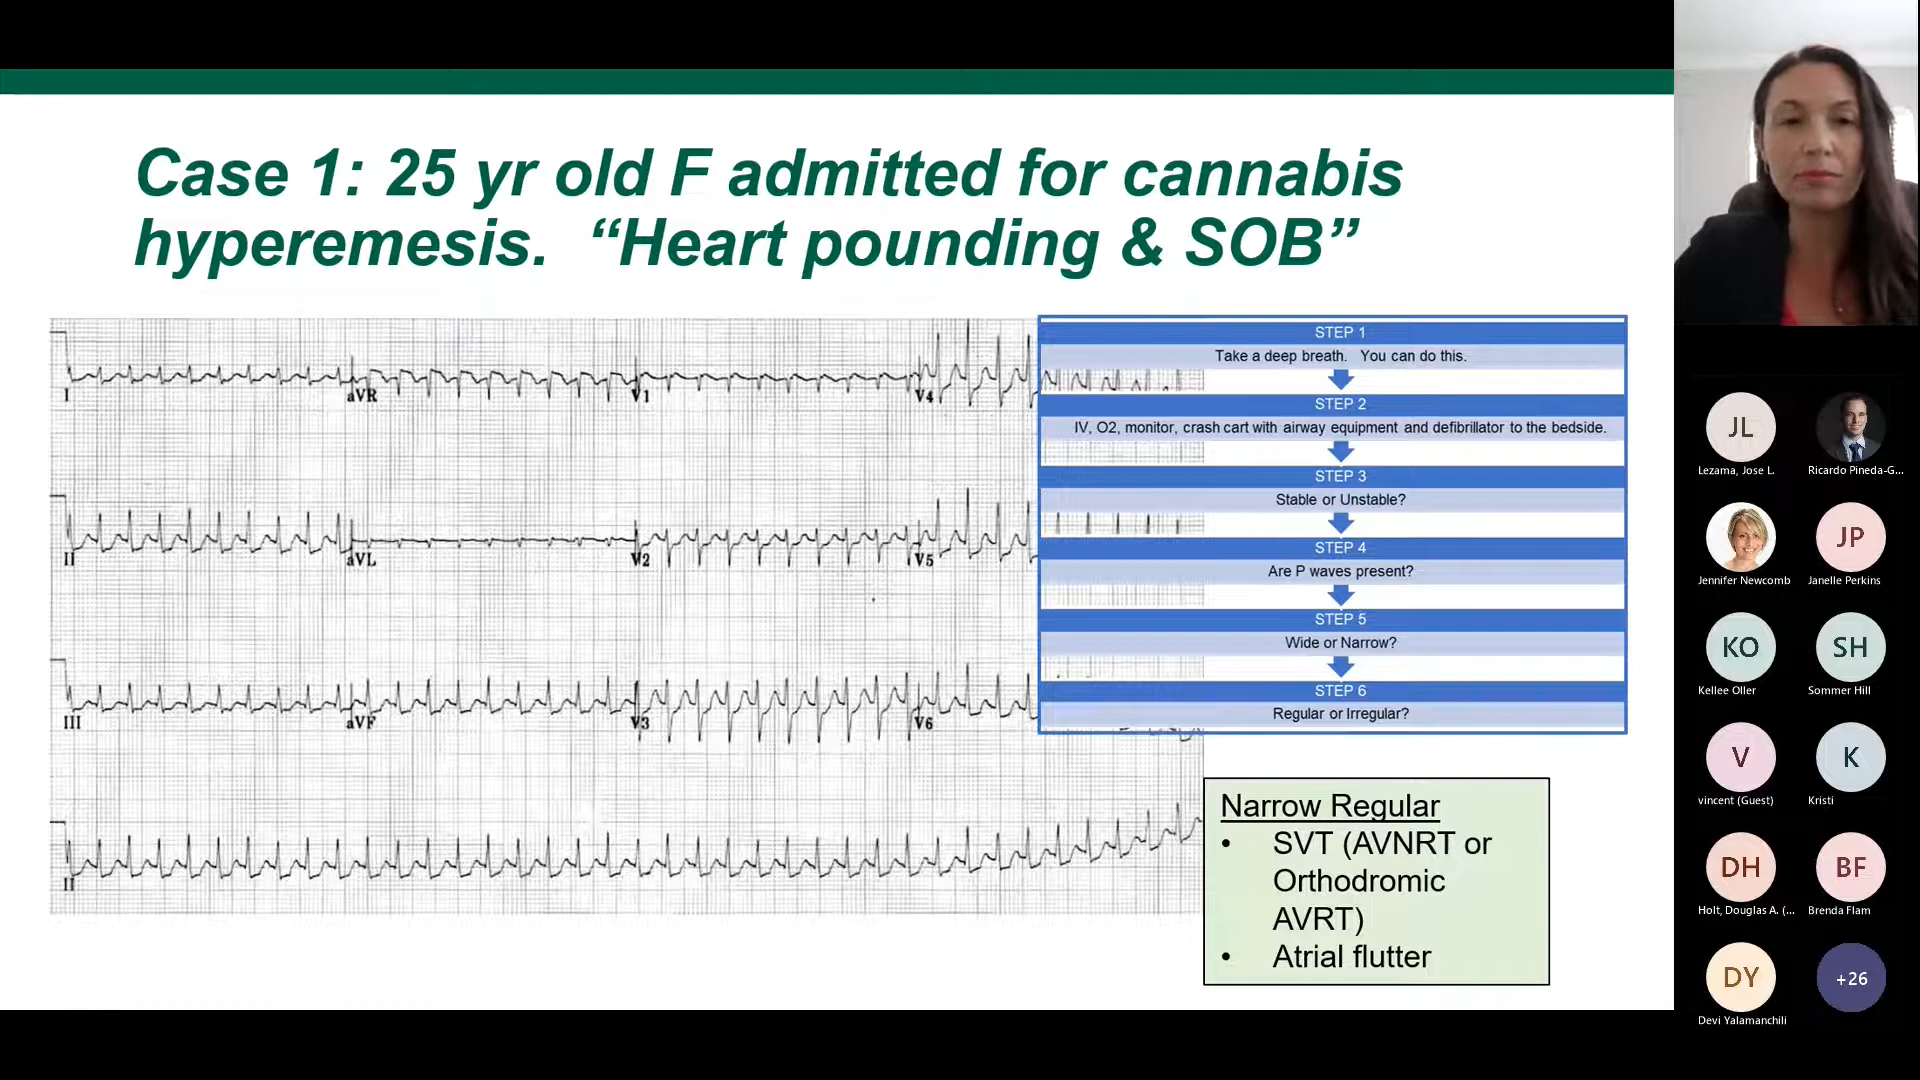 Case 1: 25 yr old F admitted for cannabis
hyperemesis. “Heart pounding & SOB”
I
aVR
V1
V4
II
aVL
V2
V5
III
aVF
V3
V6
II
STEP 1
Take a deep breath. You can do this.
STEP 2
IV, O2, monitor, crash cart with airway equipment and defibrillator to the bedside.
STEP 3
Stable or Unstable?
STEP 4
Are P waves present?
STEP 5
Wide or Narrow?
STEP 6
Regular or Irregular?
Narrow Regular
• SVT (AVNRT or
Orthodromic
AVRT)
• Atrial flutter
JL
Lezama, Jose L.
Ricardo Pineda-G...
Jennifer Newcomb
JP
Janelle Perkins
KO
Kellee Oller
SH
Sommer Hill
V
vincent (Guest)
K
Kristi
DH
Holt, Douglas A. (...
BF
Brenda Flam
DY
Devi Yalamanchili
+26